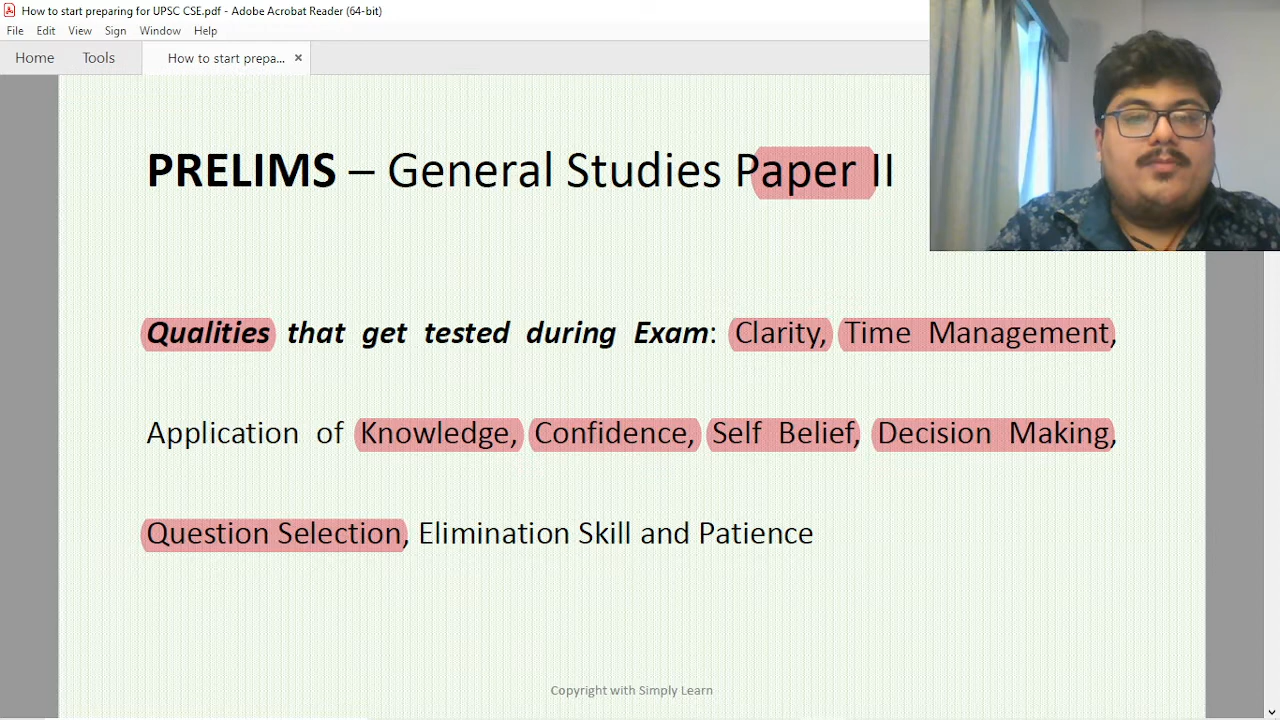 How to start preparing for UPSC CSE.pdf - Adobe Acrobat Reader (64-bit)
File Edit View Sign Window Help
Home Tools How to start prepa... ×
PRELIMS – General Studies Paper II
Qualities that get tested during Exam: Clarity, Time Management,
Application of Knowledge, Confidence, Self Belief, Decision Making,
Question Selection, Elimination Skill and Patience
Copyright with Simply Learn